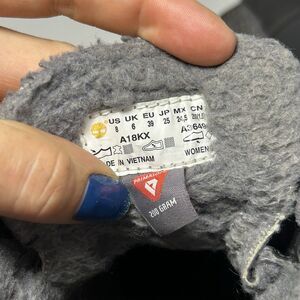 US UK EU JP MX CN
8 6 39 25 24,5
A18KX
DE IN VIETNAM
WOMEN
PRIMALOFT
200 GRAM